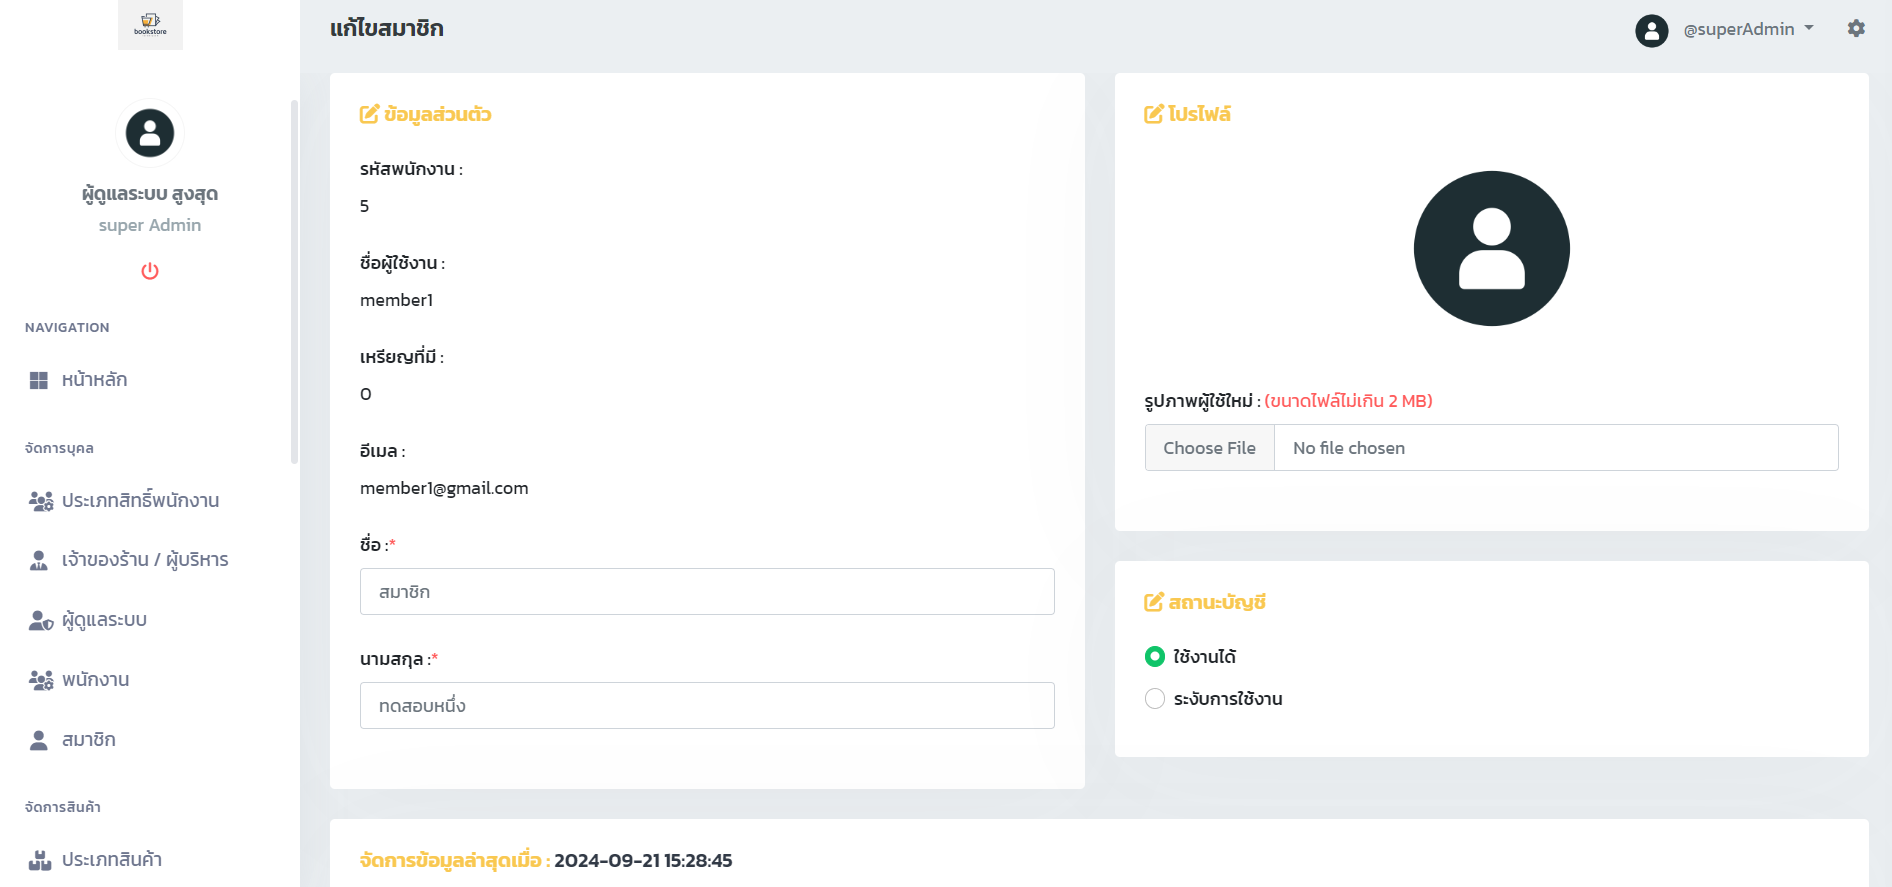 bookstore
ผู้ดูแลระบบ สูงสุด
super Admin
NAVIGATION
หน้าหลัก
จัดการบุคล
ประเภทสิทธิ์พนักงาน
เจ้าของร้าน / ผู้บริหาร
ผู้ดูแลระบบ
พนักงาน
สมาชิก
จัดการสินค้า
ประเภทสินค้า
แก้ไขสมาชิก
@superAdmin
ข้อมูลส่วนตัว
รหัสพนักงาน :
5
ชื่อผู้ใช้งาน :
member1
เหรียญที่มี :
0
อีเมล :
member1@gmail.com
ชื่อ :*
สมาชิก
นามสกุล :*
ทดสอบหนึ่ง
โปรไฟล์
รูปภาพผู้ใช้ใหม่ : (ขนาดไฟล์ไม่เกิน 2 MB)
Choose File No file chosen
สถานะบัญชี
ใช้งานได้
ระงับการใช้งาน
จัดการข้อมูลล่าสุดเมื่อ : 2024-09-21 15:28:45